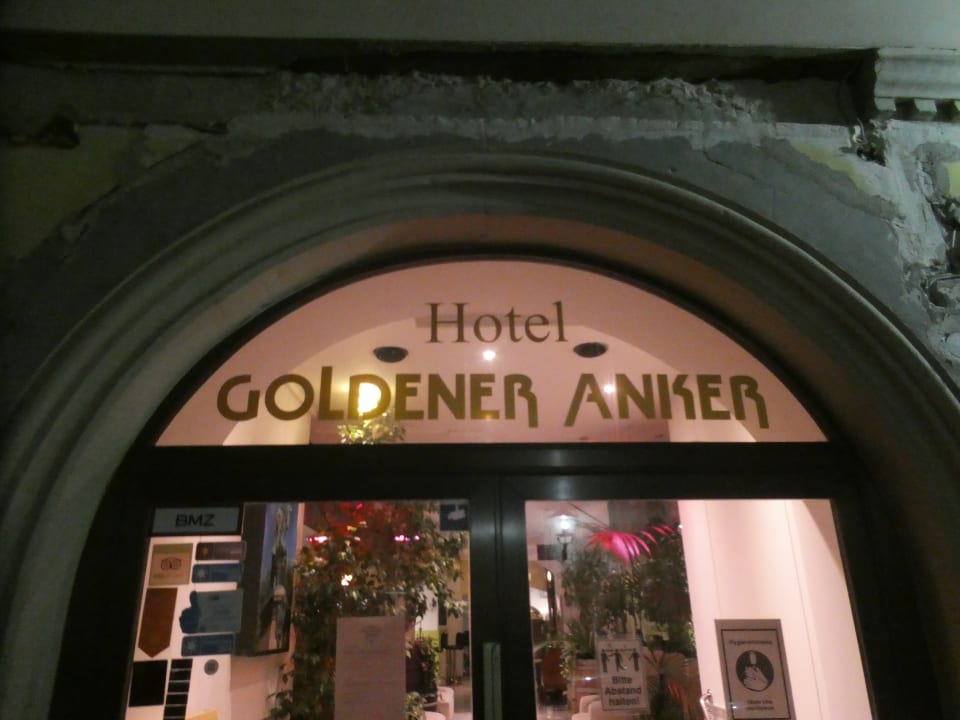 Hotel
GOLDENER ANKER
BMZ
Bitte
Abstand
halten!